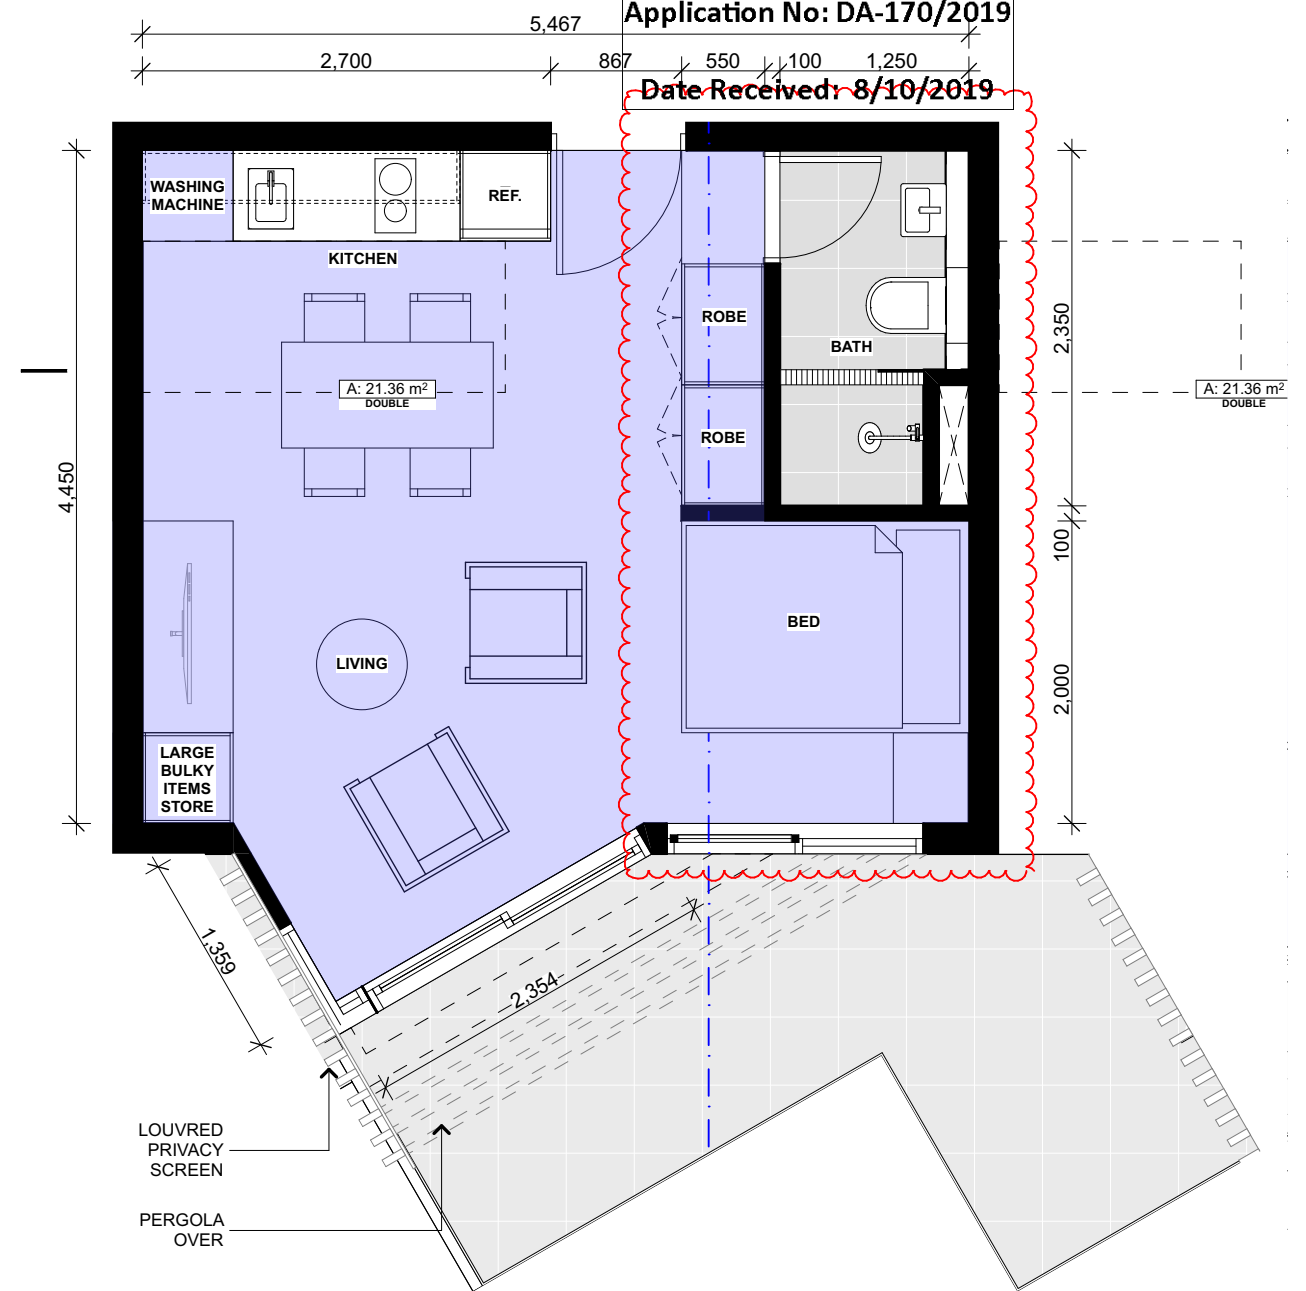 Application No: DA-170/2019
5,467
2,700
867
550
100
1,250
Date Received: 8/10/2019
WASHING
MACHINE
REF.
KITCHEN
ROBE
BATH
2,350
A: 21.36 m²
DOUBLE
A: 21.36 m²
DOUBLE
ROBE
4,450
100
BED
LIVING
2,000
LARGE
BULKY
ITEMS
STORE
1,359
2,354
LOUVRED
PRIVACY
SCREEN
PERGOLA
OVER